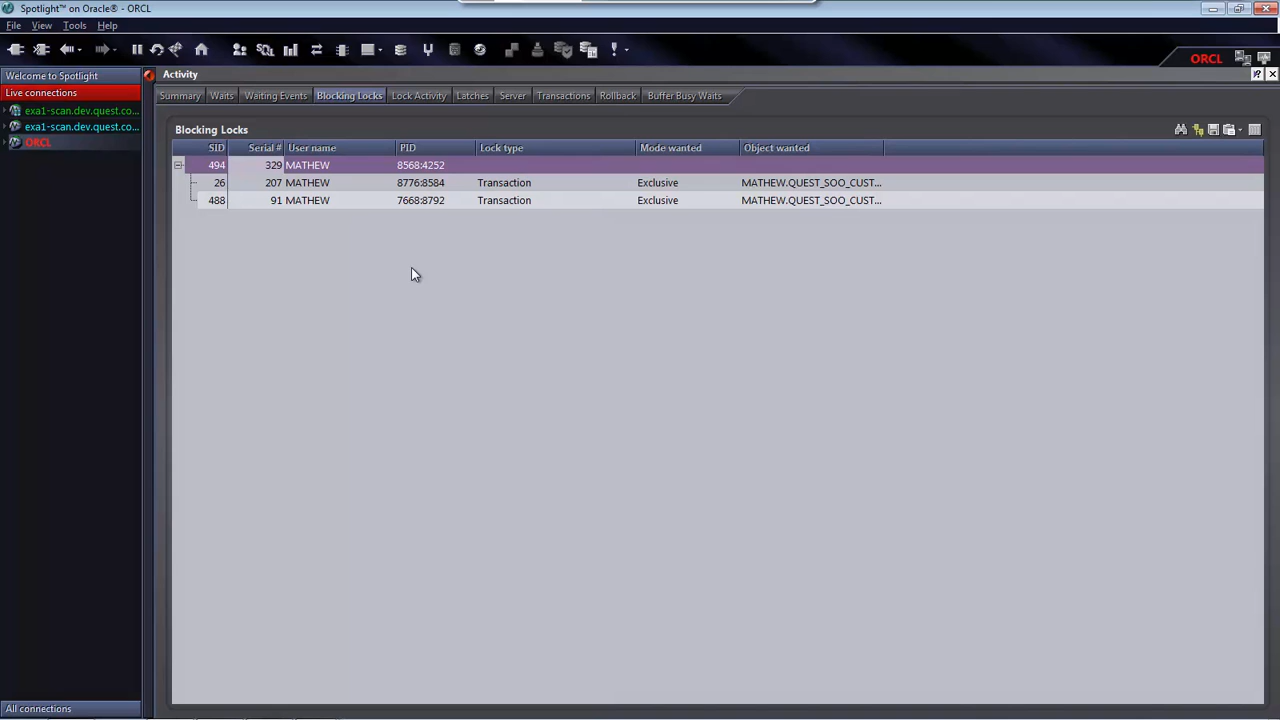 Spotlight™ on Oracle® - ORCL
File View Tools Help
ORCL
Welcome to Spotlight
Live connections
exa1-scan.dev.quest.co...
exa1-scan.dev.quest.co...
ORCL
All connections
Activity
Summary Waits Waiting Events Blocking Locks Lock Activity Latches Server Transactions Rollback Buffer Busy Waits
Blocking Locks
SID Serial # User name PID Lock type Mode wanted Object wanted
494 329 MATHEW 8568:4252
26 207 MATHEW 8776:8584 Transaction Exclusive MATHEW.QUEST_SOO_CUST...
488 91 MATHEW 7668:8792 Transaction Exclusive MATHEW.QUEST_SOO_CUST...